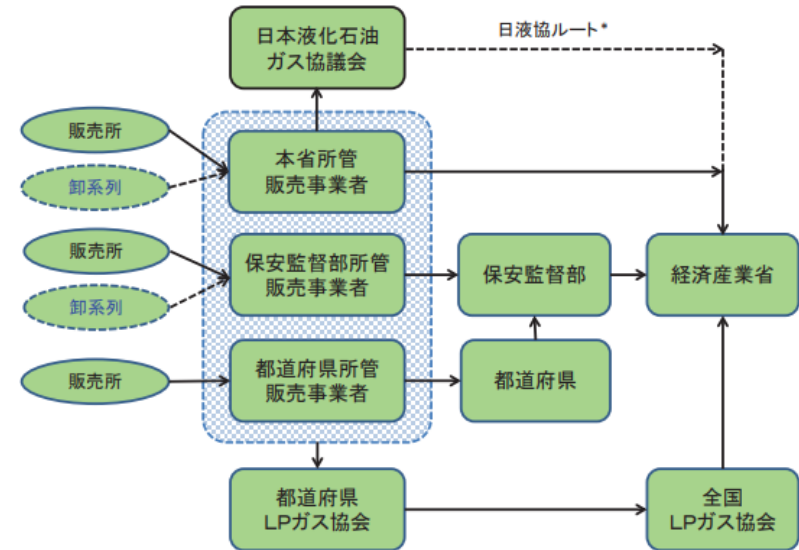 日本液化石油
ガス協議会
日液協ルート*
販売所
卸系列
本省所管
販売事業者
販売所
卸系列
保安監督部所管
販売事業者
保安監督部
経済産業省
販売所
都道府県所管
販売事業者
都道府県
都道府県
LPガス協会
全国
LPガス協会